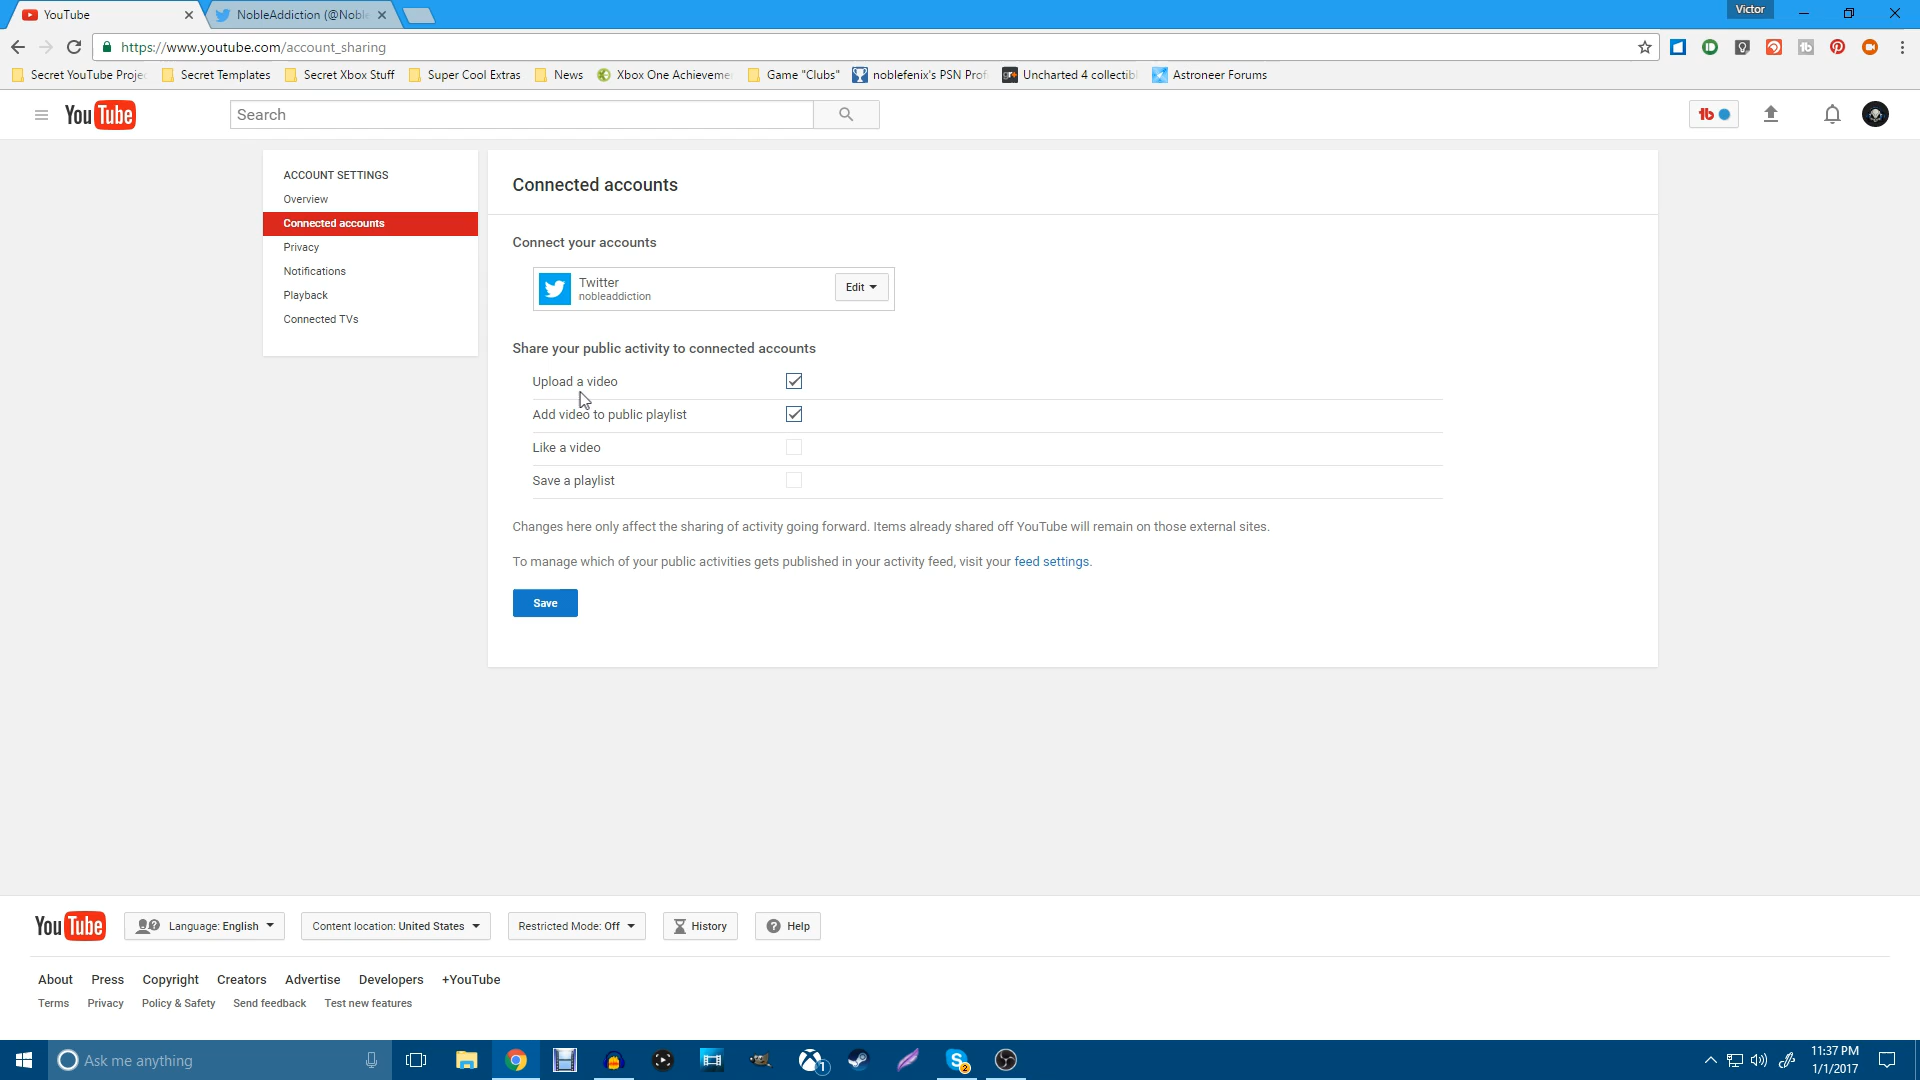 YouTube
NobleAddiction (@Noble
Victor
https://www.youtube.com/account_sharing
Secret YouTube Projec
Secret Templates
Secret Xbox Stuff
Super Cool Extras
News
Xbox One Achieveme
Game "Clubs"
noblefenix's PSN Prof
Uncharted 4 collectib
Astroneer Forums
YouTube
Search
ACCOUNT SETTINGS
Overview
Connected accounts
Privacy
Notifications
Playback
Connected TVs
Connected accounts
Connect your accounts
Twitter
nobleaddiction
Edit
Share your public activity to connected accounts
Upload a video
Add video to public playlist
Like a video
Save a playlist
Changes here only affect the sharing of activity going forward. Items already shared off YouTube will remain on those external sites.
To manage which of your public activities gets published in your activity feed, visit your feed settings.
Save
YouTube
Language: English
Content location: United States
Restricted Mode: Off
History
Help
About Press Copyright Creators Advertise Developers +YouTube
Terms Privacy Policy & Safety Send feedback Test new features
Ask me anything
1
2
11:37 PM
1/1/2017